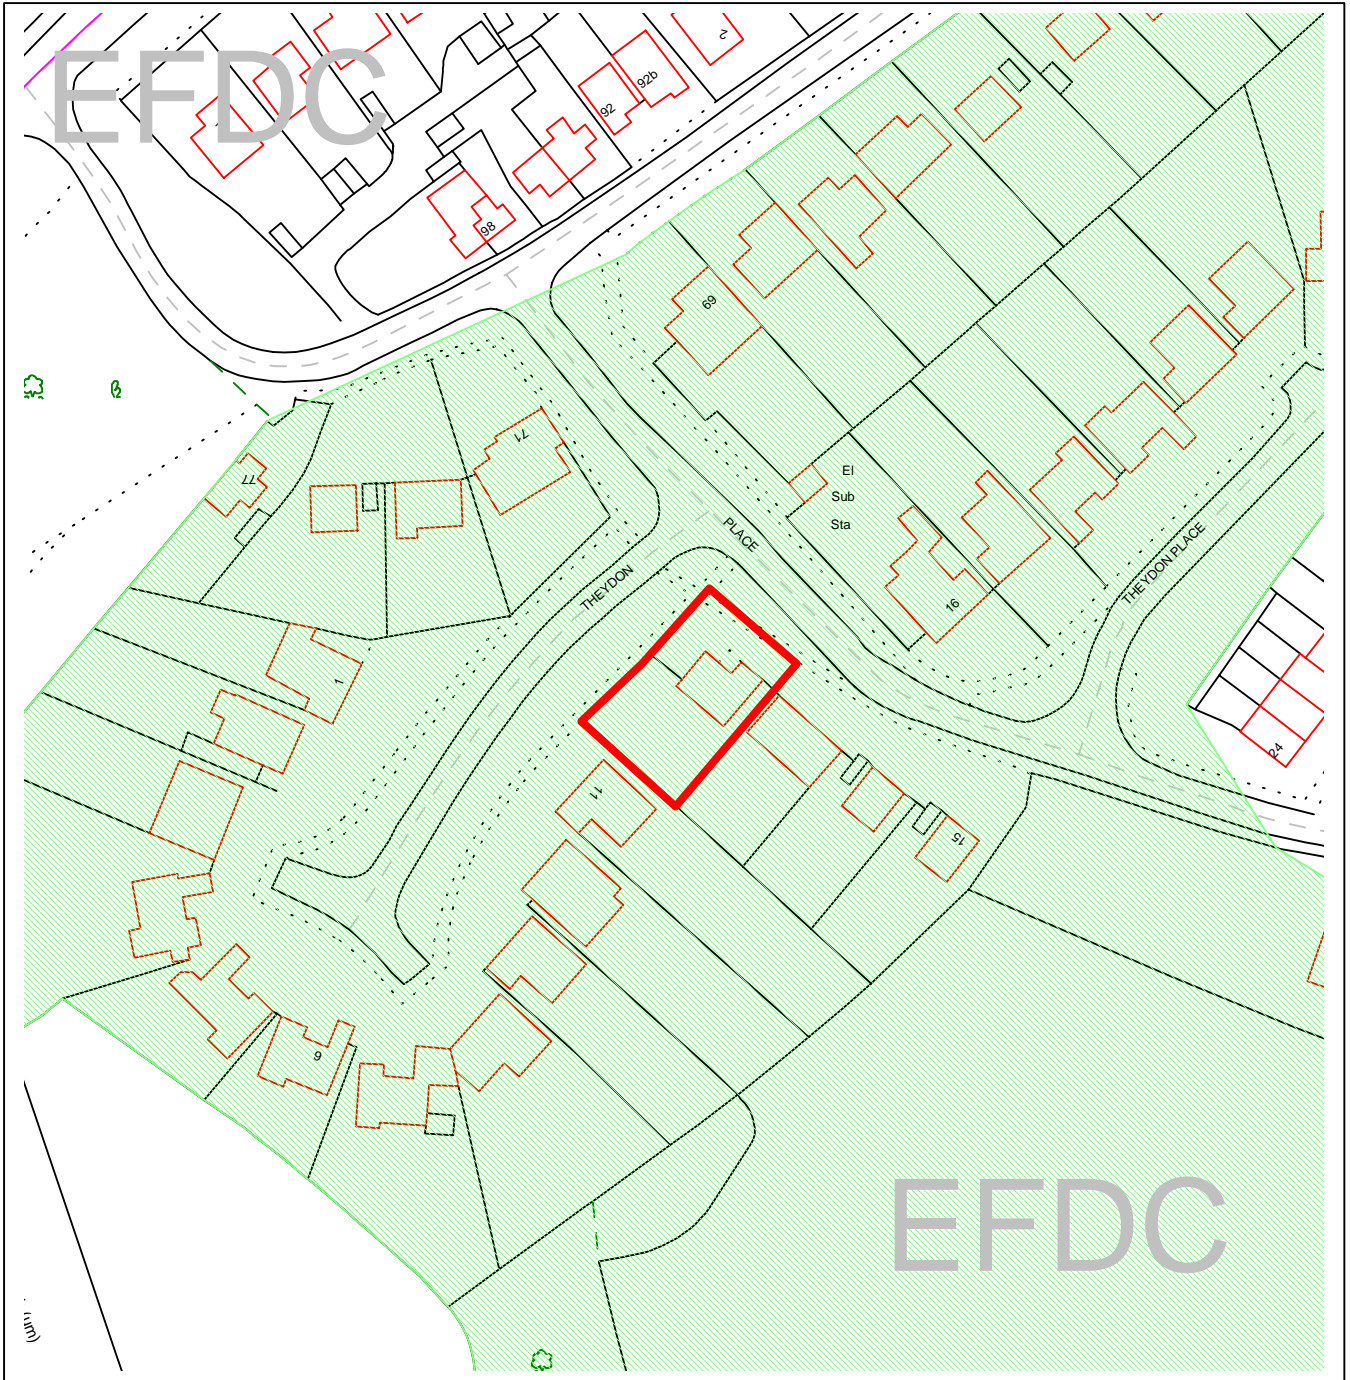 EFDC
2
92b
92
98
69
71
77
El
Sub
Sta
PLACE
THEYDON
THEYDON PLACE
16
1
11
24
15
9
EFDC